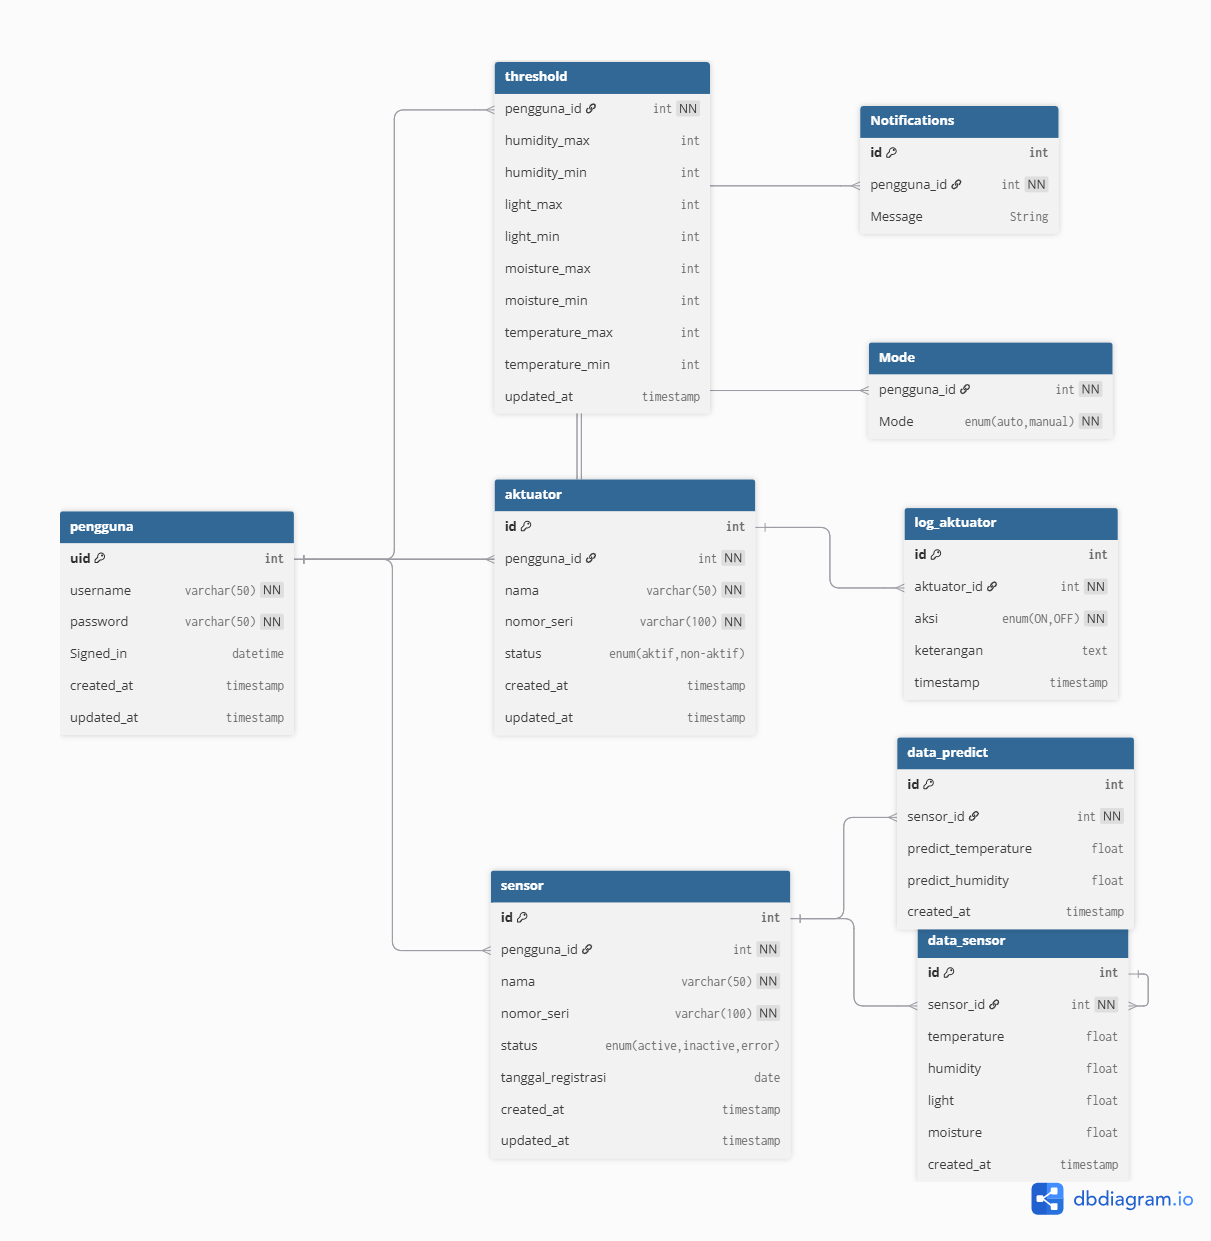 threshold
pengguna_id int NN
humidity_max int
humidity_min int
light_max int
light_min int
moisture_max int
moisture_min int
temperature_max int
temperature_min int
updated_at timestamp
Notifications
id int
pengguna_id int NN
Message String
Mode
pengguna_id int NN
Mode enum(auto,manual) NN
pengguna
uid int
username varchar(50) NN
password varchar(50) NN
Signed_in datetime
created_at timestamp
updated_at timestamp
aktuator
id int
pengguna_id int NN
nama varchar(50) NN
nomor_seri varchar(100) NN
status enum(aktif,non-aktif)
created_at timestamp
updated_at timestamp
log_aktuator
id int
aktuator_id int NN
aksi enum(ON,OFF) NN
keterangan text
timestamp timestamp
data_predict
id int
sensor_id int NN
predict_temperature float
predict_humidity float
created_at timestamp
sensor
id int
pengguna_id int NN
nama varchar(50) NN
nomor_seri varchar(100) NN
status enum(active,inactive,error)
tanggal_registrasi date
created_at timestamp
updated_at timestamp
data_sensor
id int
sensor_id int NN
temperature float
humidity float
light float
moisture float
created_at timestamp
dbdiagram.io